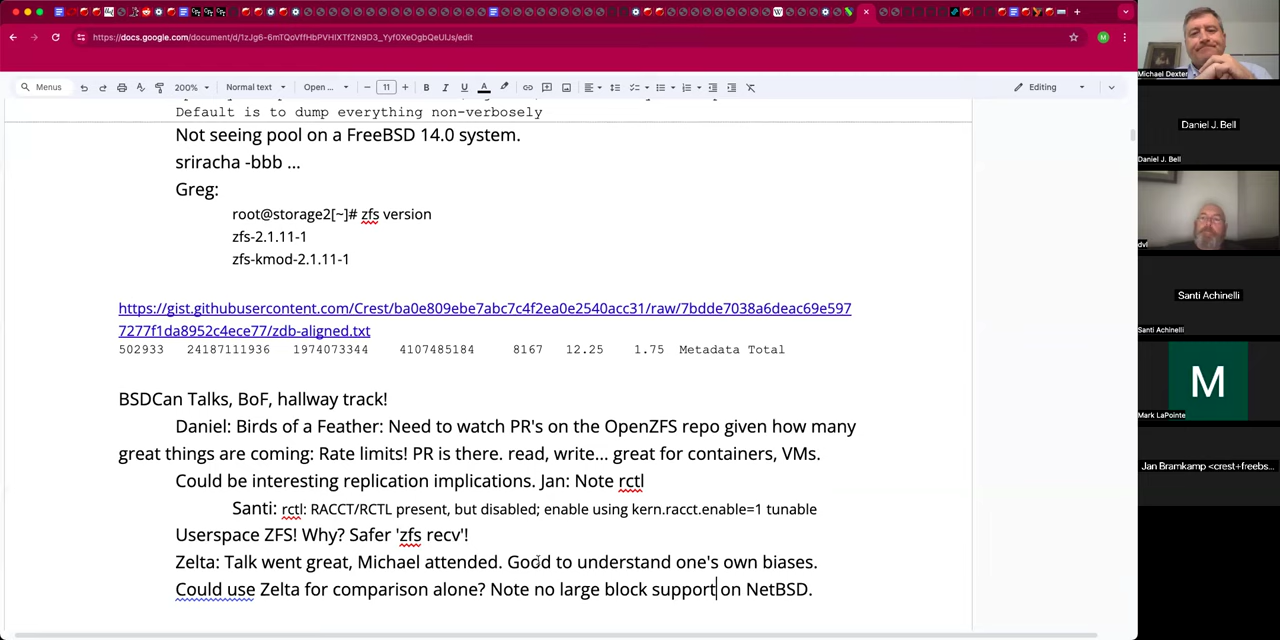 https://docs.google.com/document/d/1zJg6-6mTQoVffHbPVHIXTf2N9D3_Yyf0XeOgbQeUIJs/edit
Menus
200%
Normal text
Open ...
11
Editing
Default is to dump everything non-verbosely
Not seeing pool on a FreeBSD 14.0 system.
sriracha -bbb ...
Greg:
root@storage2[~]# zfs version
zfs-2.1.11-1
zfs-kmod-2.1.11-1
https://gist.githubusercontent.com/Crest/ba0e809ebe7abc7c4f2ea0e2540acc31/raw/7bdde7038a6deac69e597
7277f1da8952c4ece77/zdb-aligned.txt
502933 24187111936 1974073344 4107485184 8167 12.25 1.75 Metadata Total
BSDCan Talks, BoF, hallway track!
Daniel: Birds of a Feather: Need to watch PR's on the OpenZFS repo given how many
great things are coming: Rate limits! PR is there. read, write... great for containers, VMs.
Could be interesting replication implications. Jan: Note rctl
Santi: rctl: RACCT/RCTL present, but disabled; enable using kern.racct.enable=1 tunable
Userspace ZFS! Why? Safer 'zfs recv'!
Zelta: Talk went great, Michael attended. Good to understand one's own biases.
Could use Zelta for comparison alone? Note no large block support on NetBSD.
Michael Dexter
Daniel J. Bell
Daniel J. Bell
dvl
Santi Achinelli
Santi Achinelli
M
Mark LaPointe
Jan Bramkamp <crest+freebs...